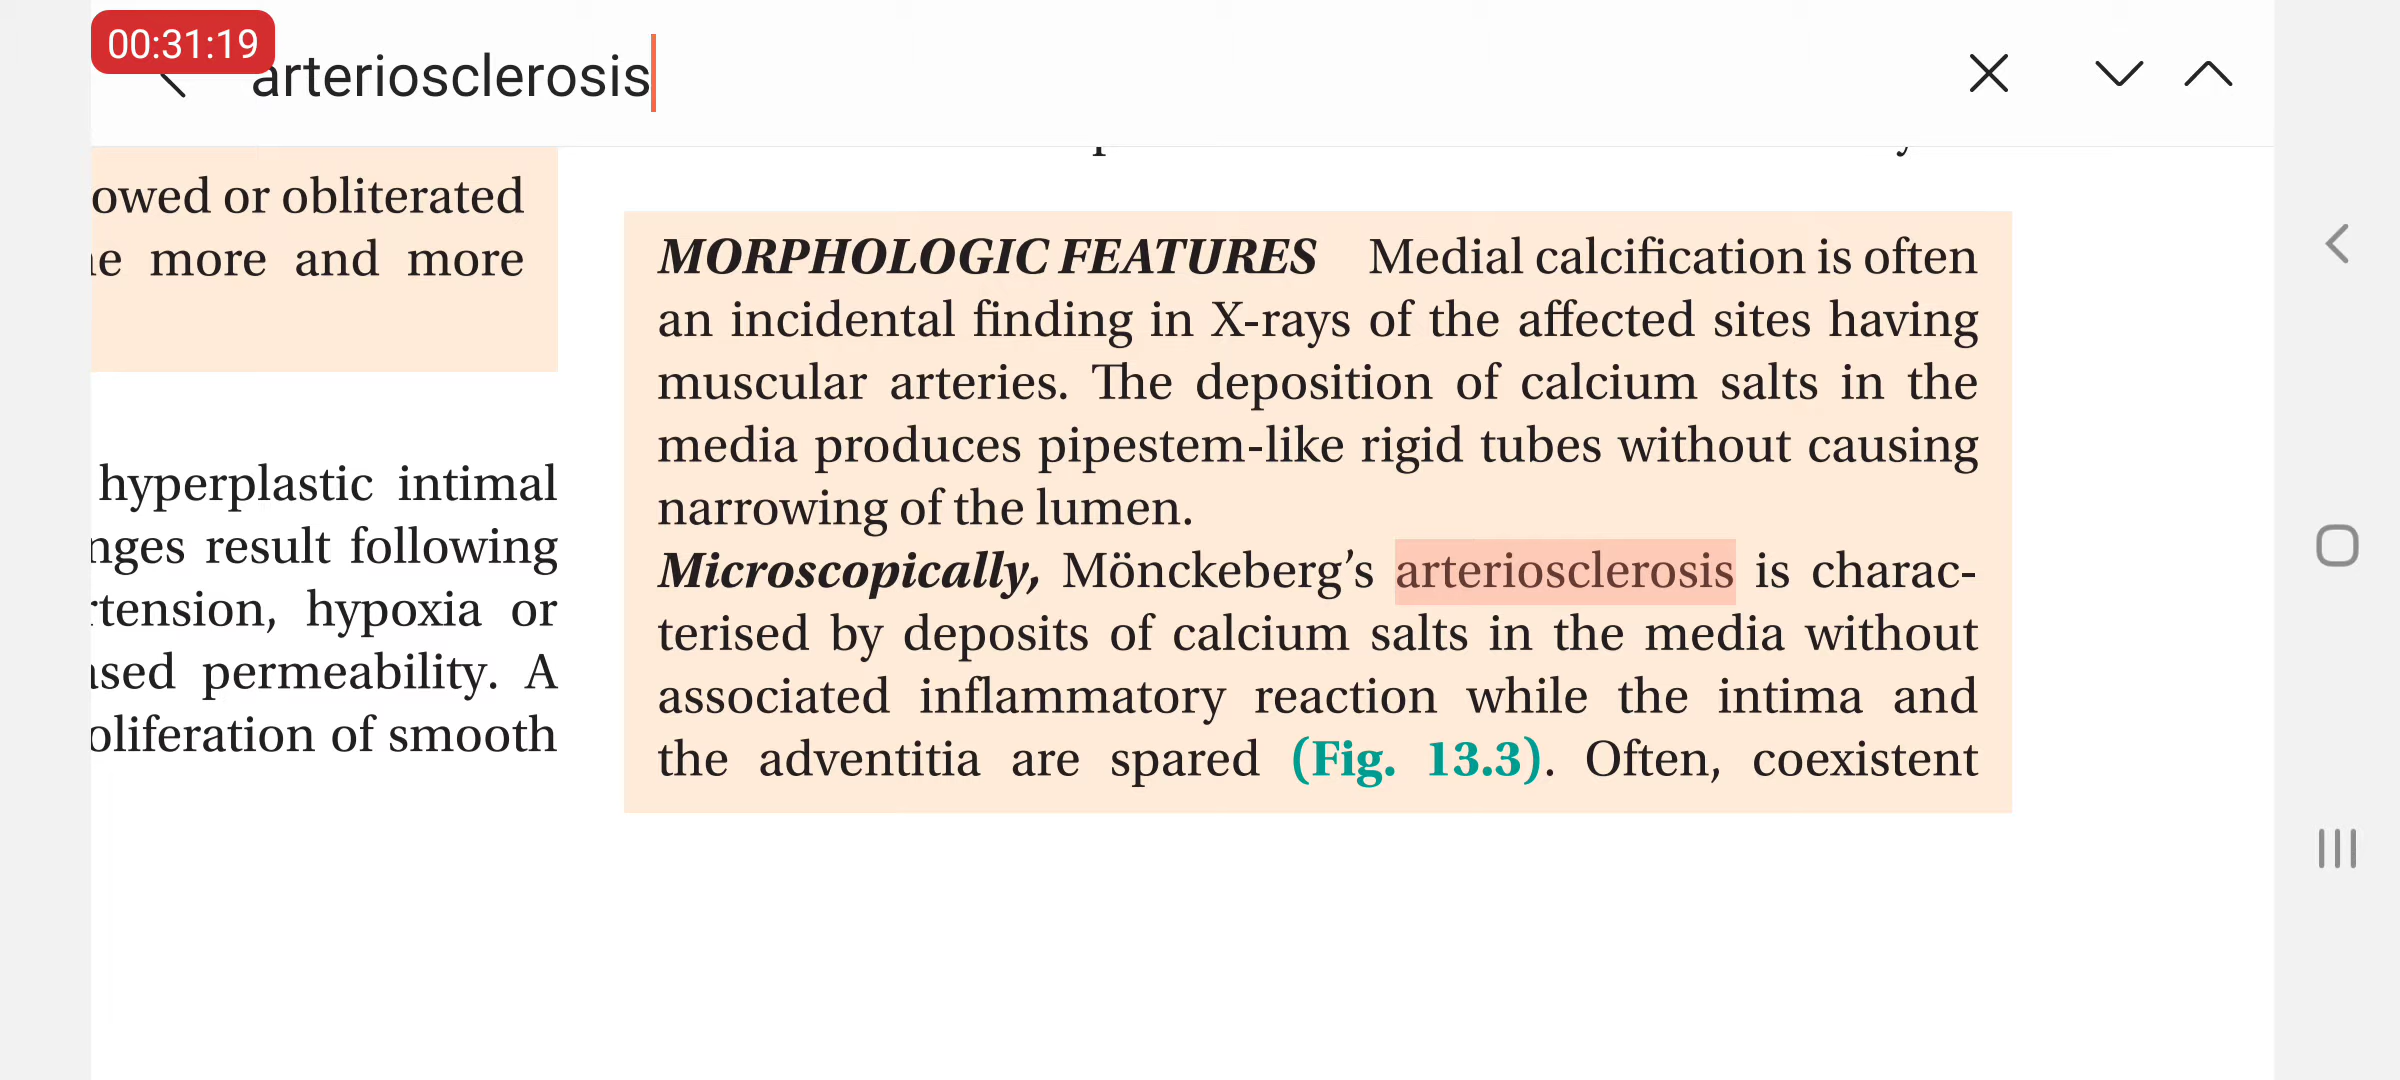 00:31:19
arteriosclerosis
owed or obliterated
more and more
hyperplastic intimal
result following
hypoxia or
permeability. A
of smooth
MORPHOLOGIC FEATURES Medial calcification is often
an incidental finding in X-rays of the affected sites having
muscular arteries. The deposition of calcium salts in the
media produces pipestem-like rigid tubes without causing
narrowing of the lumen.
Microscopically, Mönckeberg's arteriosclerosis is charac-
terised by deposits of calcium salts in the media without
associated inflammatory reaction while the intima and
the adventitia are spared (Fig. 13.3). Often, coexistent